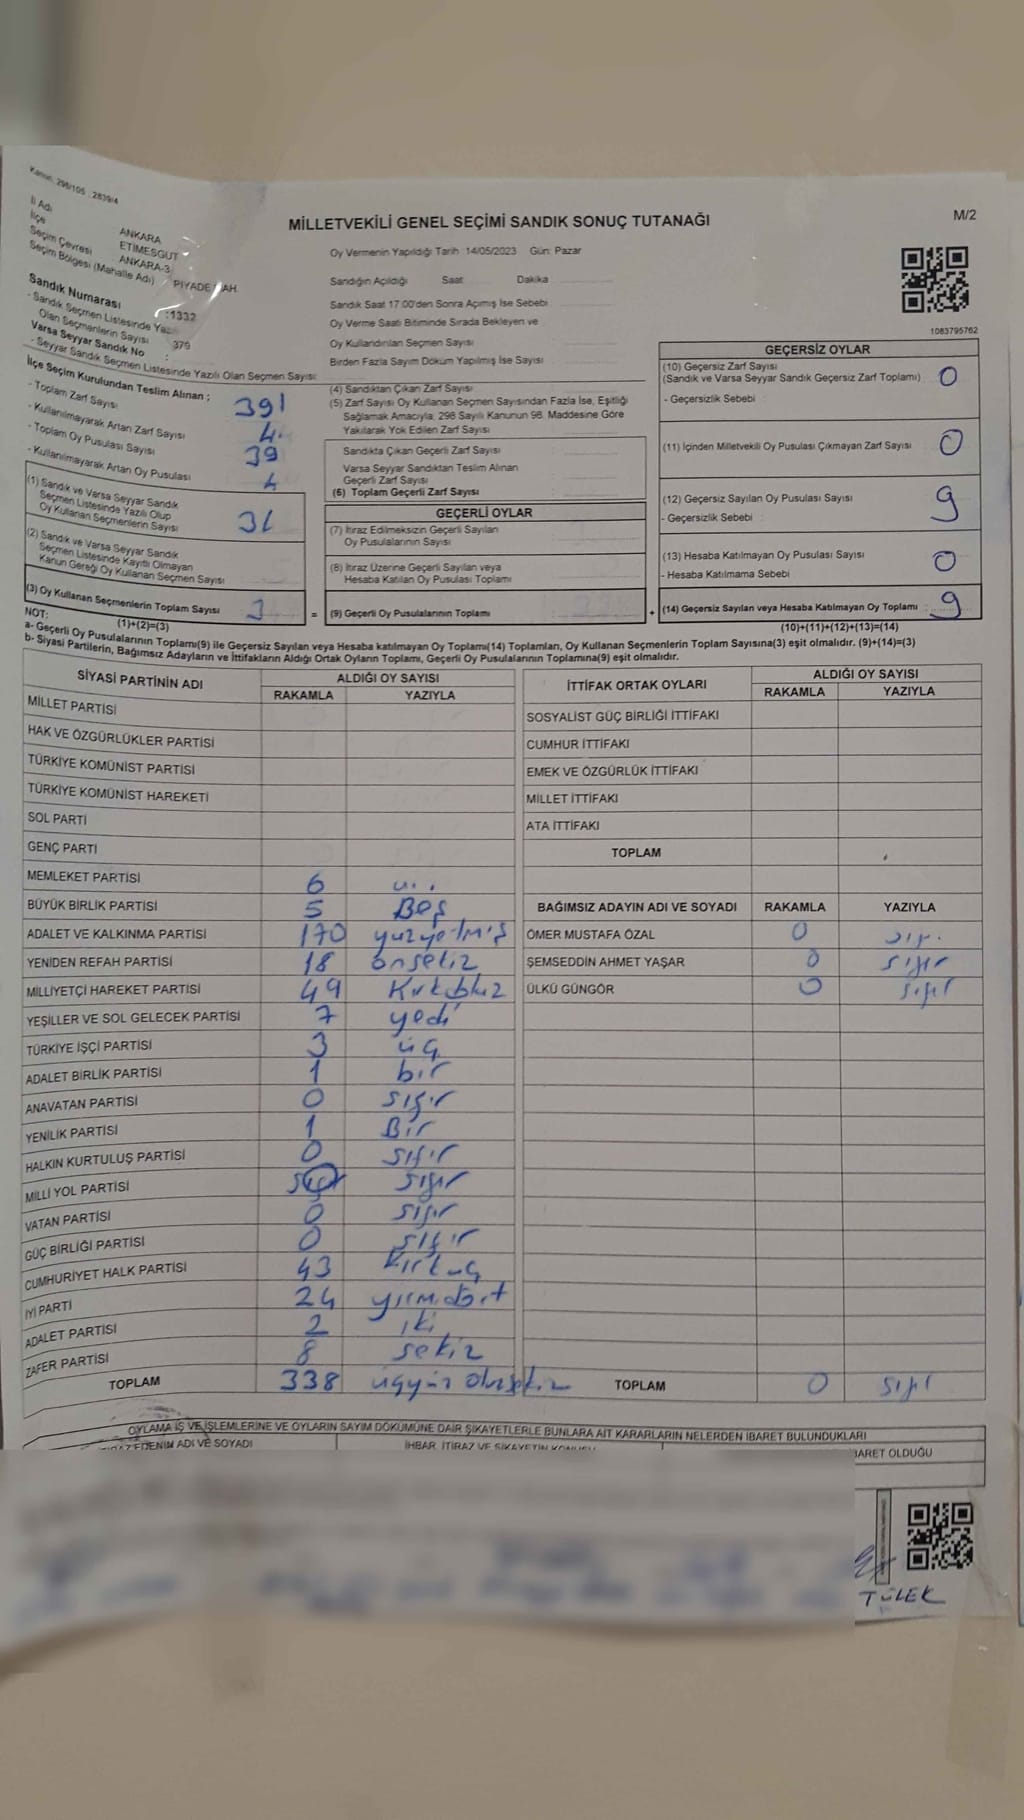 Kanun: 298/105 : 2839/4
MİLLETVEKİLİ GENEL SEÇİMİ SANDIK SONUÇ TUTANAĞI
M/2
İl Adı ANKARA
İlçe ETİMESGUT
Seçim Çevresi ANKARA-3
Seçim Bölgesi (Mahalle Adı) PİYADE MAH.
Sandık Numarası :1332
- Sandık Seçmen Listesinde
Olan Seçmenlerin Sayısı 379
Varsa Seyyar Sandık No
- Seyyar Sandık Seçmen Listesinde Yazılı Olan Seçmen Sayısı
İlçe Seçim Kurulundan Teslim Alınan ;
- Toplam Zarf Sayısı 391
- Kullanılmayarak Artan Zarf Sayısı 4
- Toplam Oy Pusulası Sayısı 39
- Kullanılmayarak Artan Oy Pusulası 4
(1) Sandık ve Varsa Seyyar Sandık
Seçmen Listesinde Yazılı Olup
Oy Kullanan Seçmenlerin Sayısı
(2) Sandık ve Varsa Seyyar Sandık
Seçmen Listesinde Kayıtlı Olmayan
Kanun Gereği Oy Kullanan Seçmen Sayısı
(3) Oy Kullanan Seçmenlerin Toplam Sayısı 3 =
(1)+(2)=(3)
Oy Vermenin Yapıldığı Tarih 14/05/2023 Gün: Pazar
Sandığın Açıldığı Saat Dakika
Sandık Saat 17:00'den Sonra Açımış İse Sebebi
Oy Verme Saati Bitiminde Sırada Bekleyen ve
Oy Kullandırılan Seçmen Sayısı
Birden Fazla Sayım Döküm Yapılmış İse Sayısı
(4) Sandıktan Çıkan Zarf Sayısı
(5) Zarf Sayısı Oy Kullanan Seçmen Sayısından Fazla İse, Eşitliği
Sağlamak Amacıyla, 298 Sayılı Kanunun 98. Maddesine Göre
Yakılarak Yok Edilen Zarf Sayısı
Sandıkta Çıkan Geçerli Zarf Sayısı
Varsa Seyyar Sandıktan Teslim Alınan
Geçerli Zarf Sayısı
(6) Toplam Geçerli Zarf Sayısı
GEÇERLİ OYLAR
(7) İtiraz Edilmeksizin Geçerli Sayılan
Oy Pusulalarının Sayısı
(8) İtiraz Üzerine Geçerli Sayılan veya
Hesaba Katılan Oy Pusulası Toplamı
(9) Geçerli Oy Pusulalarının Toplamı +
1083795762
GEÇERSİZ OYLAR
(10) Geçersiz Zarf Sayısı
(Sandık ve Varsa Seyyar Sandık Geçersiz Zarf Toplamı) 0
- Geçersizlik Sebebi
(11) İçinden Milletvekili Oy Pusulası Çıkmayan Zarf Sayısı 0
(12) Geçersiz Sayılan Oy Pusulası Sayısı 9
- Geçersizlik Sebebi
(13) Hesaba Katılmayan Oy Pusulası Sayısı 0
- Hesaba Katılmama Sebebi
(14) Geçersiz Sayılan veya Hesaba Katılmayan Oy Toplamı 9
(10)+(11)+(12)+(13)=(14)
NOT:
a- Geçerli Oy Pusulalarının Toplamı(9) ile Geçersiz Sayılan veya Hesaba katılmayan Oy Toplamı(14) Toplamları, Oy Kullanan Seçmenlerin Toplam Sayısına(3) eşit olmalıdır. (9)+(14)=(3)
b- Siyasi Partilerin, Bağımsız Adayların ve İttifakların Aldığı Ortak Oyların Toplamı, Geçerli Oy Pusulalarının Toplamına(9) eşit olmalıdır.
SİYASİ PARTİNİN ADI ALDIĞI OY SAYISI
RAKAMLA YAZIYLA
MİLLET PARTİSİ
HAK VE ÖZGÜRLÜKLER PARTİSİ
TÜRKİYE KOMÜNİST PARTİSİ
TÜRKİYE KOMÜNİST HAREKETİ
SOL PARTİ
GENÇ PARTİ
MEMLEKET PARTİSİ 6
BÜYÜK BİRLİK PARTİSİ 5 Beş
ADALET VE KALKINMA PARTİSİ 170 yüzyetmiş
YENİDEN REFAH PARTİSİ 18 onsekiz
MİLLİYETÇİ HAREKET PARTİSİ 49 Kırkdokuz
YEŞİLLER VE SOL GELECEK PARTİSİ 7 yedi
TÜRKİYE İŞÇİ PARTİSİ 3 üç
ADALET BİRLİK PARTİSİ 1 bir
ANAVATAN PARTİSİ 0 sıfır
YENİLİK PARTİSİ 1 Bir
HALKIN KURTULUŞ PARTİSİ 0 sıfır
MİLLİ YOL PARTİSİ sıfır
VATAN PARTİSİ 0 sıfır
GÜÇ BİRLİĞİ PARTİSİ 0 sıfır
CUMHURİYET HALK PARTİSİ 43 Kırküç
İYİ PARTİ 24 yirmidört
ADALET PARTİSİ 2 iki
ZAFER PARTİSİ 8 sekiz
TOPLAM 338 üçyüz otuzsekiz
İTTİFAK ORTAK OYLARI ALDIĞI OY SAYISI
RAKAMLA YAZIYLA
SOSYALİST GÜÇ BİRLİĞİ İTTİFAKI
CUMHUR İTTİFAKI
EMEK VE ÖZGÜRLÜK İTTİFAKI
MİLLET İTTİFAKI
ATA İTTİFAKI
TOPLAM
BAĞIMSIZ ADAYIN ADI VE SOYADI RAKAMLA YAZIYLA
ÖMER MUSTAFA ÖZAL 0
ŞEMSEDDİN AHMET YAŞAR 0 sıfır
ÜLKÜ GÜNGÖR 0 sıfır
TOPLAM 0 sıfır
OYLAMA İŞ VE İŞLEMLERİNE VE OYLARIN SAYIM DÖKÜMÜNE DAİR ŞİKAYETLERLE BUNLARA AİT KARARLARIN NELERDEN İBARET BULUNDUKLARI
EDENİN ADI VE SOYADI İHBAR, İTİRAZ VE ŞİKAYETİN KONUSU İBARET OLDUĞU
TÜLEK